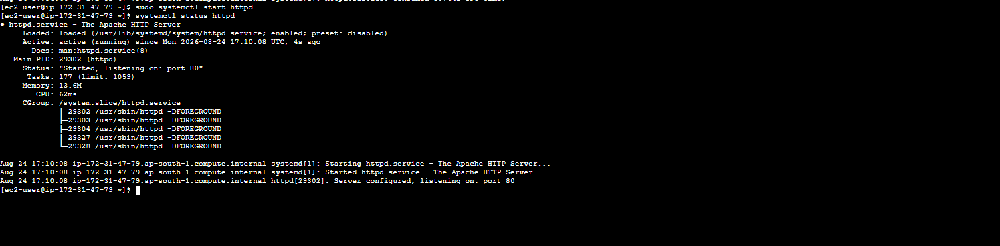 [ec2-user@ip-172-31-47-79 ~]$ sudo systemctl start httpd
[ec2-user@ip-172-31-47-79 ~]$ systemctl status httpd
● httpd.service - The Apache HTTP Server
     Loaded: loaded (/usr/lib/systemd/system/httpd.service; enabled; preset: disabled)
     Active: active (running) since Mon 2026-08-24 17:10:08 UTC; 4s ago
       Docs: man:httpd.service(8)
   Main PID: 29302 (httpd)
     Status: "Started, listening on: port 80"
      Tasks: 177 (limit: 1059)
     Memory: 13.6M
        CPU: 62ms
     CGroup: /system.slice/httpd.service
             ├─29302 /usr/sbin/httpd -DFOREGROUND
             ├─29303 /usr/sbin/httpd -DFOREGROUND
             ├─29304 /usr/sbin/httpd -DFOREGROUND
             ├─29327 /usr/sbin/httpd -DFOREGROUND
             └─29328 /usr/sbin/httpd -DFOREGROUND

Aug 24 17:10:08 ip-172-31-47-79.ap-south-1.compute.internal systemd[1]: Starting httpd.service - The Apache HTTP Server...
Aug 24 17:10:08 ip-172-31-47-79.ap-south-1.compute.internal systemd[1]: Started httpd.service - The Apache HTTP Server.
Aug 24 17:10:08 ip-172-31-47-79.ap-south-1.compute.internal httpd[29302]: Server configured, listening on: port 80
[ec2-user@ip-172-31-47-79 ~]$